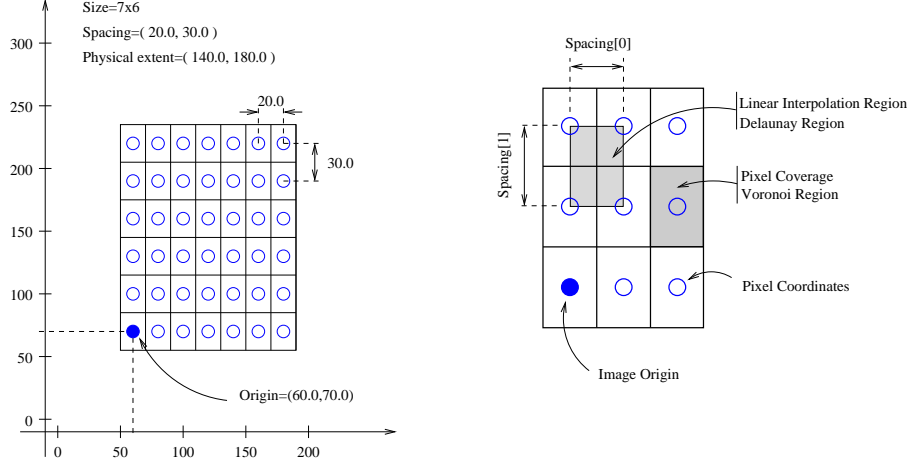 Size=7x6
Spacing=( 20.0, 30.0 )
Physical extent=( 140.0, 180.0 )
300
250
200
150
100
50
0
0
50
100
150
200
20.0
30.0
Origin=(60.0,70.0)
Spacing[0]
Spacing[1]
Linear Interpolation Region
Delaunay Region
Pixel Coverage
Voronoi Region
Pixel Coordinates
Image Origin